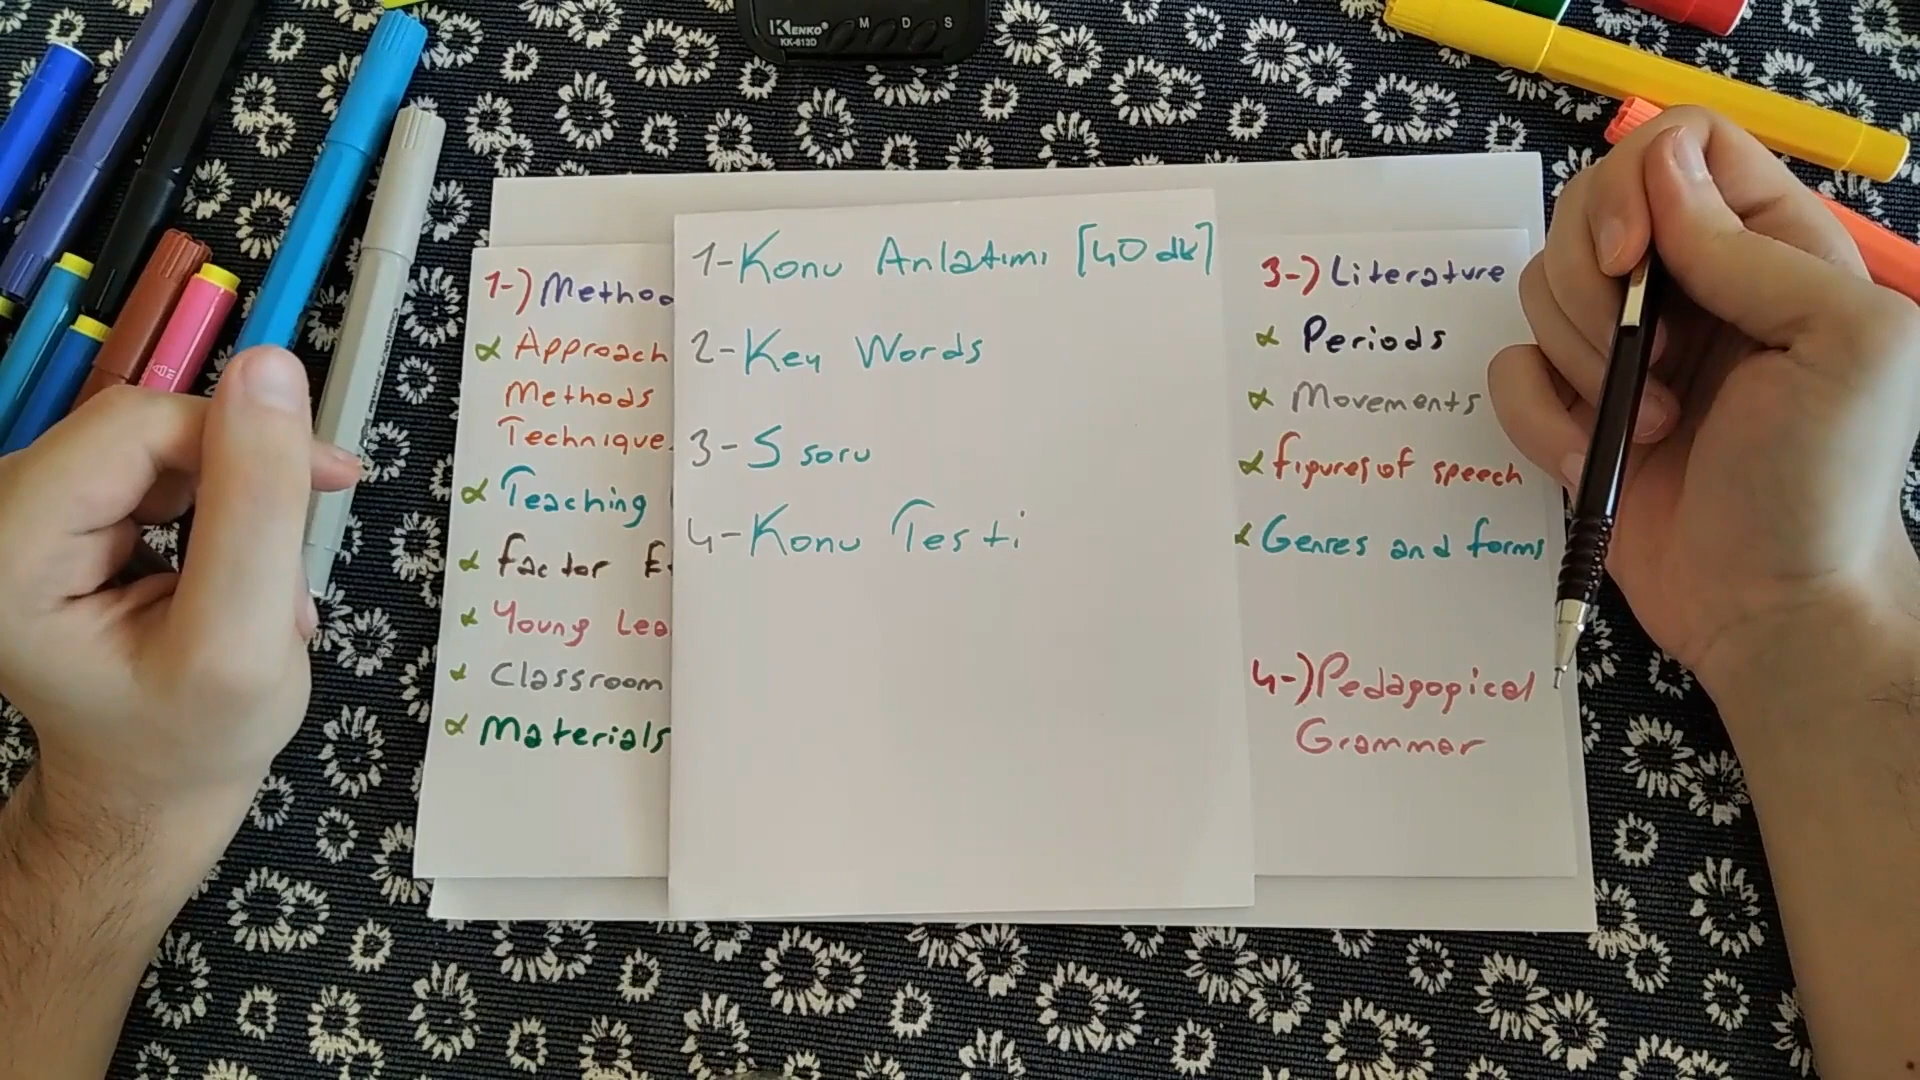 KENKO
KK-613D
M D S
1-) Method
α Approach
Methods
Technique
α Teaching
α factor
α Young Lea
α Classroom
α Materials
1-Konu Anlatımı [40 dk]
2-Key Words
3-5 soru
4-Konu Testi
3-) Literature
α Periods
α Movements
α figures of speech
α Genres and forms
4-) Pedagogical
Grammar